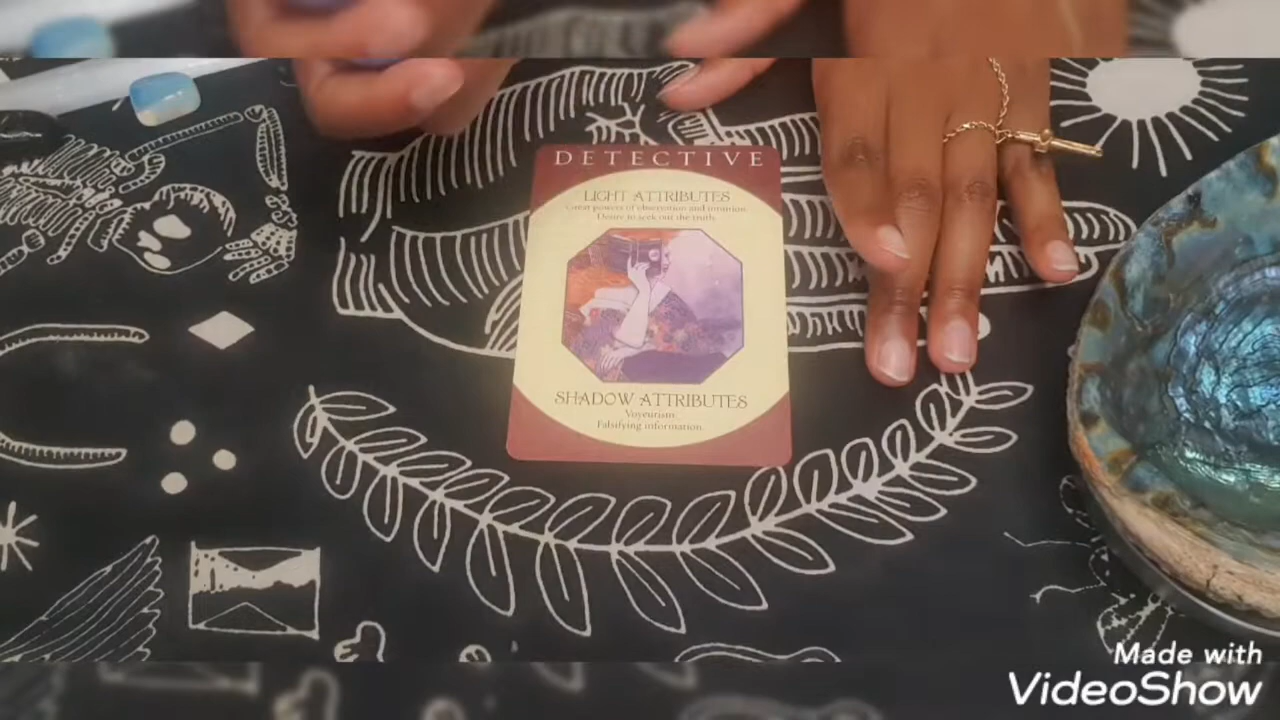 DETECTIVE
LIGHT ATTRIBUTES
Great powers of observation and intuition.
Desire to seek out the truth.
SHADOW ATTRIBUTES
Voyeurism.
Falsifying information.
Made with
VideoShow